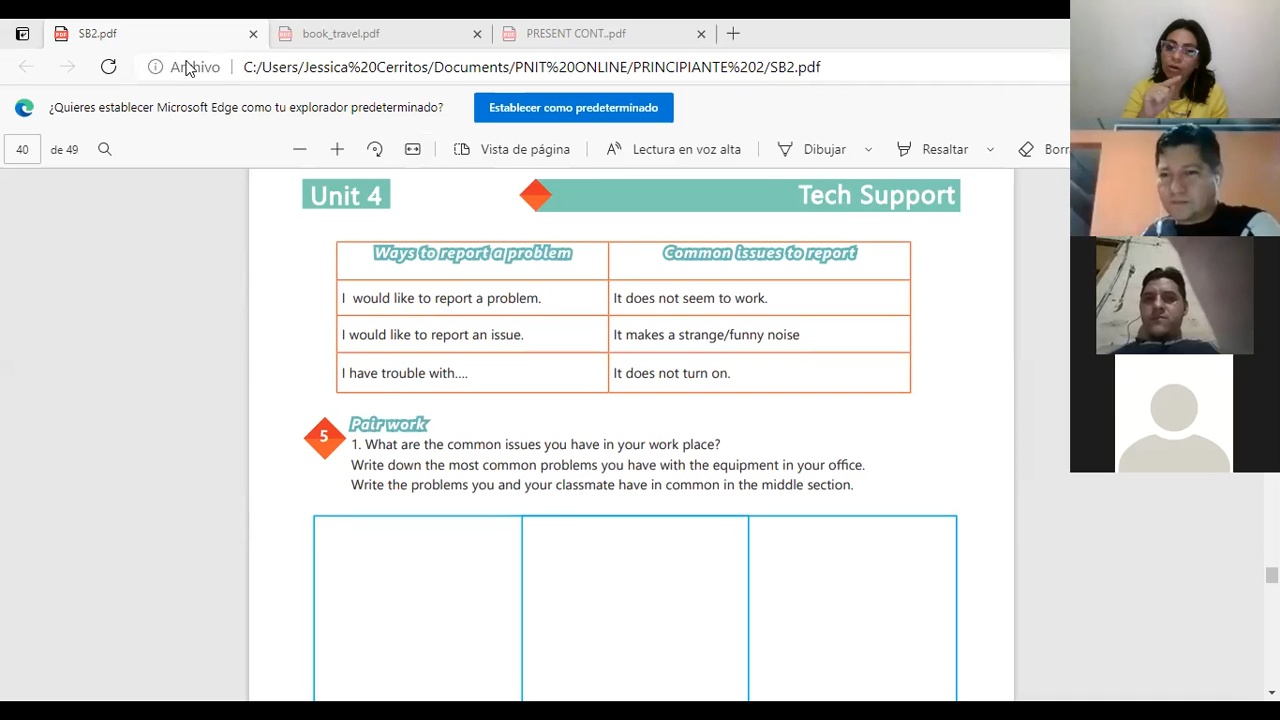 SB2.pdf
book_travel.pdf
PRESENT CONT..pdf
Archivo
C:/Users/Jessica%20Cerritos/Documents/PNIT%20ONLINE/PRINCIPIANTE%202/SB2.pdf
¿Quieres establecer Microsoft Edge como tu explorador predeterminado?
Establecer como predeterminado
40 de 49
Vista de página
Lectura en voz alta
Dibujar
Resaltar
Borr
Unit 4
Tech Support
Ways to report a problem
Common issues to report
I would like to report a problem.
It does not seem to work.
I would like to report an issue.
It makes a strange/funny noise
I have trouble with....
It does not turn on.
5
Pair work
1. What are the common issues you have in your work place?
Write down the most common problems you have with the equipment in your office.
Write the problems you and your classmate have in common in the middle section.